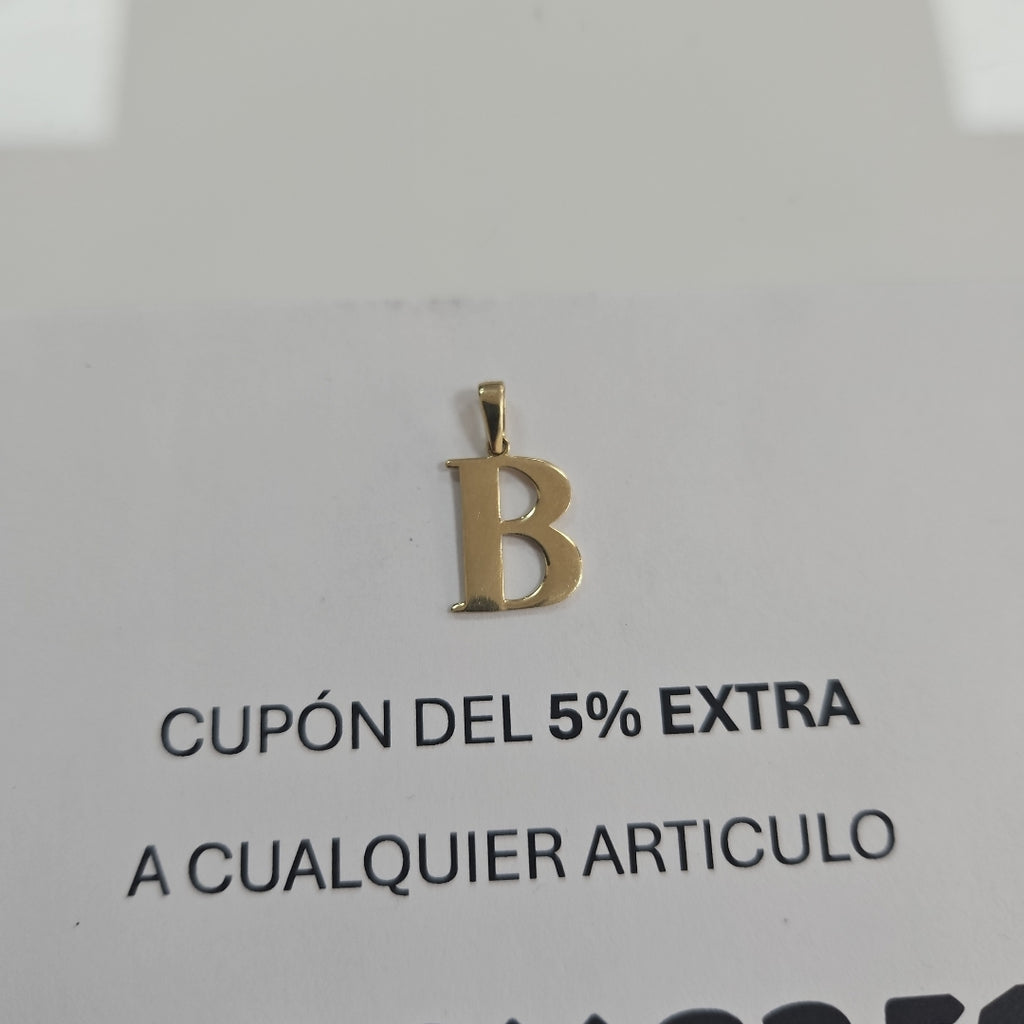 B
CUPÓN DEL 5% EXTRA
A CUALQUIER ARTICULO